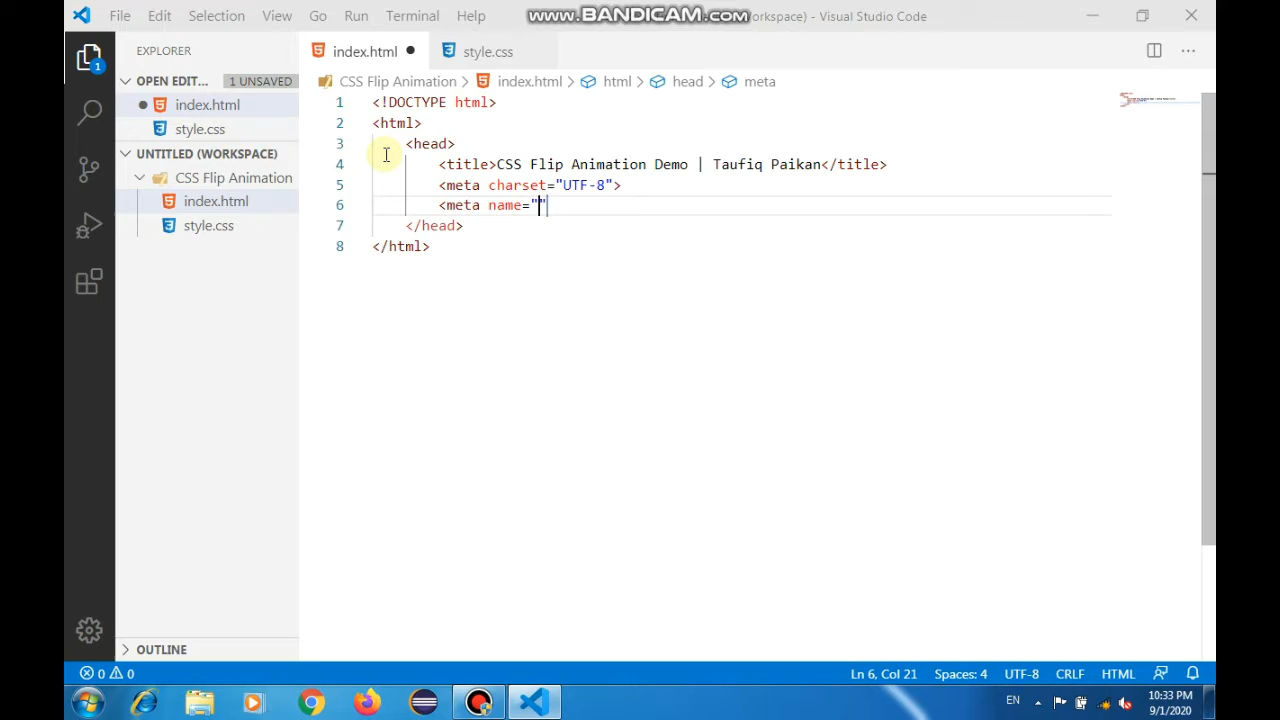 File Edit Selection View Go Run Terminal Help www.BANDICAM.com orkspace) - Visual Studio Code
EXPLORER
index.html
style.css
OPEN EDIT... 1 UNSAVED
CSS Flip Animation > index.html > html > head > meta
index.html
style.css
UNTITLED (WORKSPACE)
CSS Flip Animation
index.html
style.css
1 <!DOCTYPE html>
2 <html>
3 <head>
4 <title>CSS Flip Animation Demo | Taufiq Paikan</title>
5 <meta charset="UTF-8">
6 <meta name=""
7 </head>
8 </html>
1
OUTLINE
0 0 Ln 6, Col 21 Spaces: 4 UTF-8 CRLF HTML
EN 10:33 PM
9/1/2020